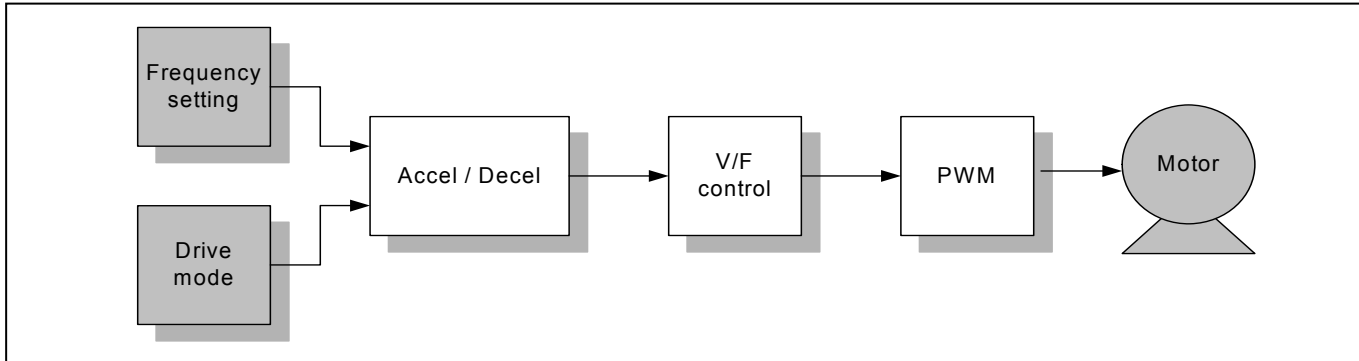 Frequency
setting
Drive
mode
Accel / Decel
V/F
control
PWM
Motor